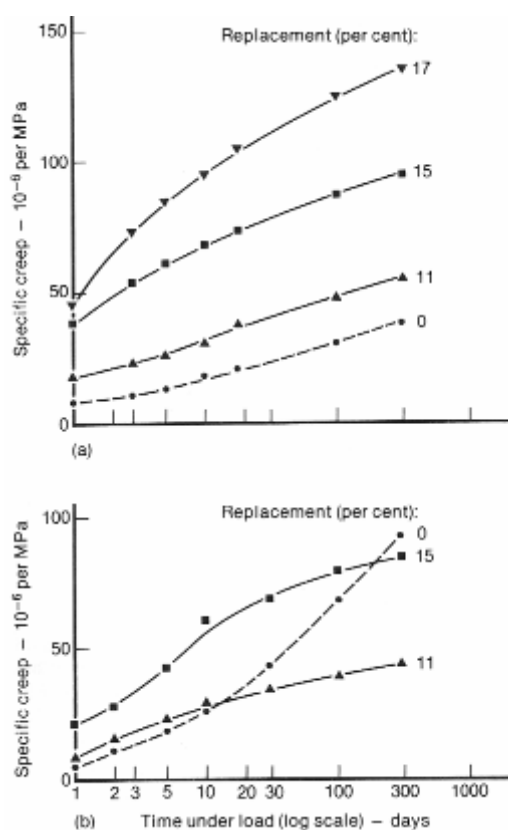 150
Replacement (per cent):
17
100
15
50
11
0
0
Specific creep – 10⁻⁶ per MPa
(a)
100
Replacement (per cent):
0
15
50
11
0
Specific creep – 10⁻⁶ per MPa
1 2 3 5 10 20 30 100 300 1000
(b) Time under load (log scale) – days